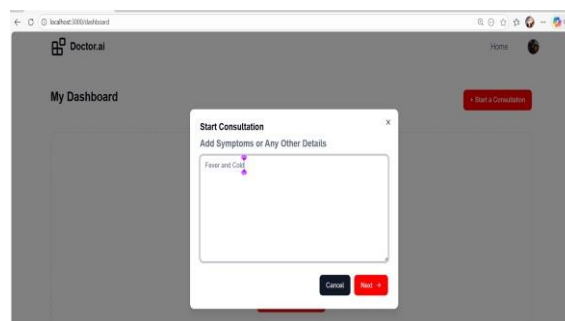 localhost:3000/dashboard
Doctor.ai
Home
My Dashboard
+ Start a Consultation
Start Consultation
X
Add Symptoms or Any Other Details
Fever and Cold
Cancel
Next →